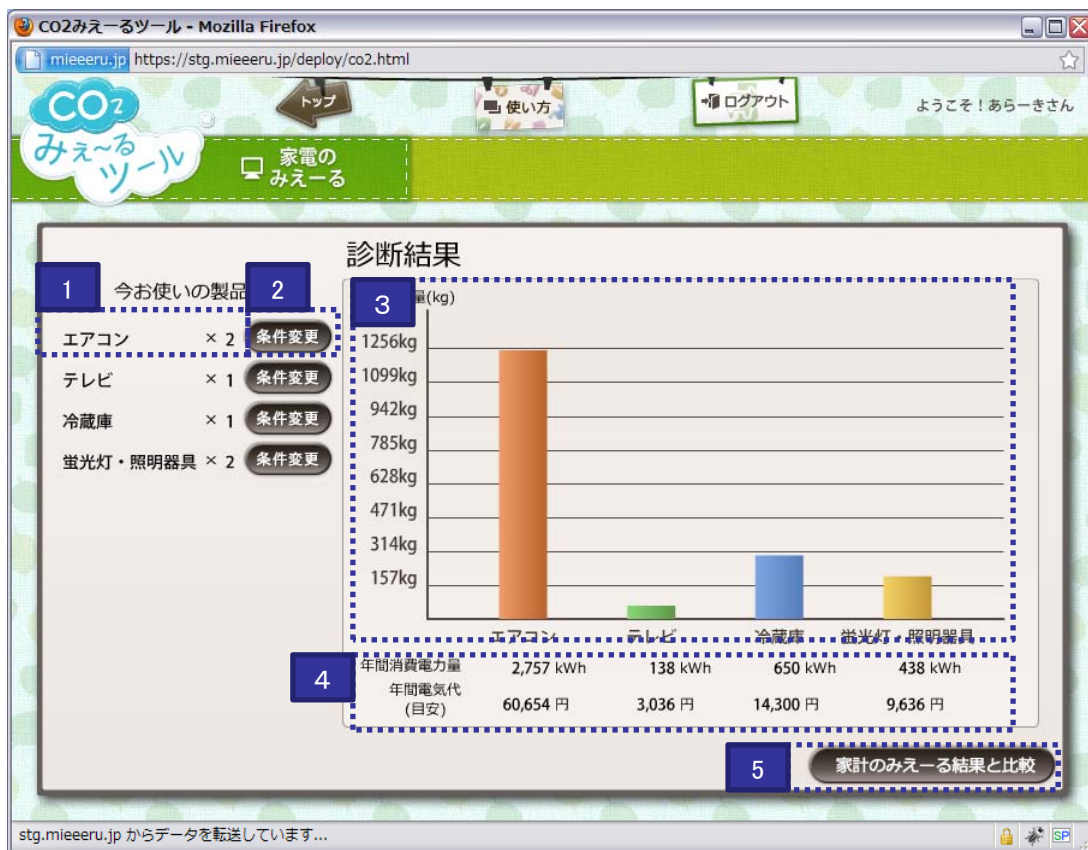 CO2みえーるツール - Mozilla Firefox
mieeeru.jp https://stg.mieeeru.jp/deploy/co2.html
CO2
みえ~る
ツール
トップ
使い方
ログアウト
ようこそ！あらーきさん
家電の
みえーる
診断結果
1
今お使いの製品
2
エアコン × 2 条件変更
テレビ × 1 条件変更
冷蔵庫 × 1 条件変更
蛍光灯・照明器具 × 2 条件変更
3
量(kg)
1256kg
1099kg
942kg
785kg
628kg
471kg
314kg
157kg
エアコン テレビ 冷蔵庫 蛍光灯・照明器具
4
年間消費電力量 2,757 kWh 138 kWh 650 kWh 438 kWh
年間電気代
(目安) 60,654 円 3,036 円 14,300 円 9,636 円
5
家計のみえーる結果と比較
stg.mieeeru.jp からデータを転送しています...
SP